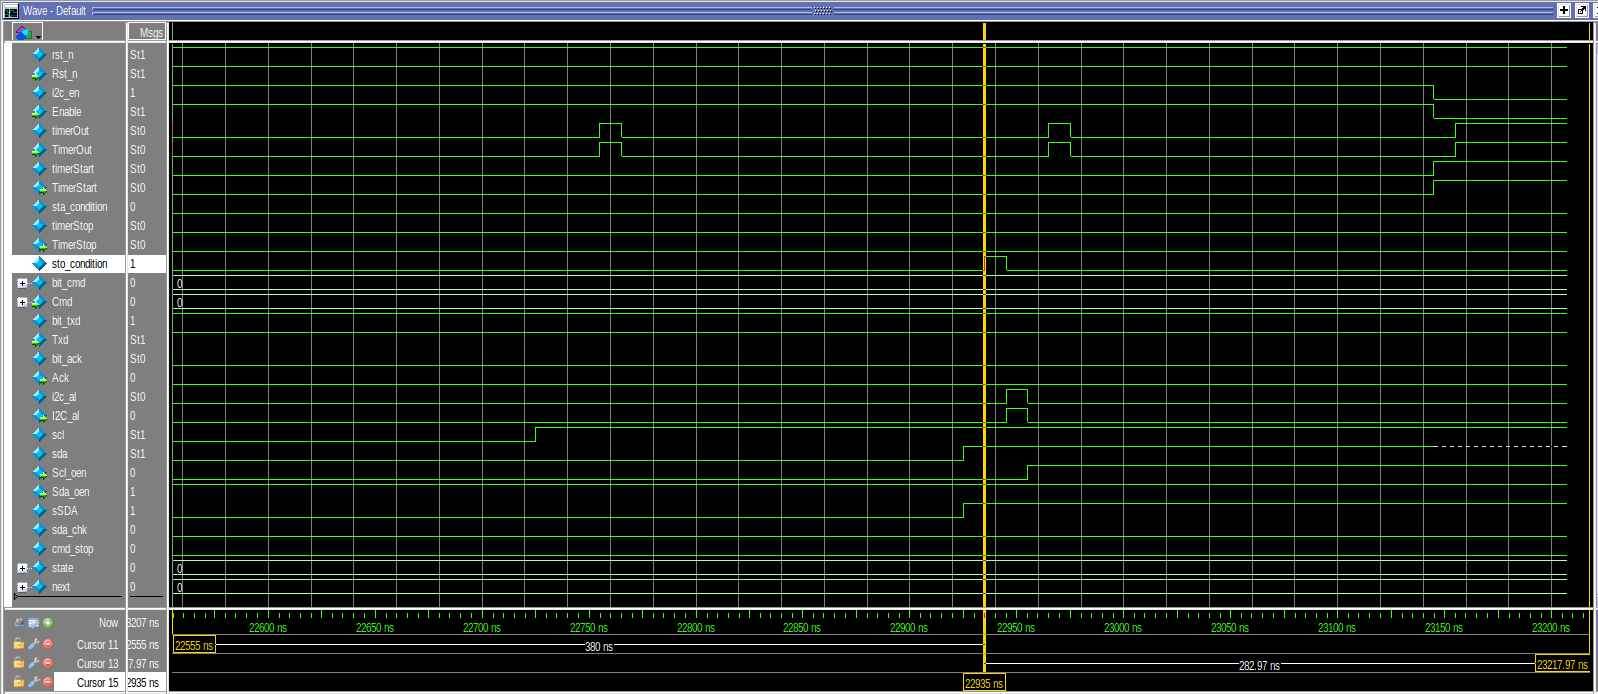 Wave - Default
Msgs
rst_n St1
Rst_n St1
i2c_en 1
Enable St1
timerOut St0
TimerOut St0
timerStart St0
TimerStart St0
sta_condition 0
timerStop St0
TimerStop St0
sto_condition 1
bit_cmd 0 0
Cmd 0 0
bit_txd 1
Txd St1
bit_ack St0
Ack 0
i2c_al St0
I2C_al 0
scl St1
sda St1
Scl_oen 0
Sda_oen 1
sSDA 1
sda_chk 0
cmd_stop 0
state 0 0
next 0 0
Now 3207 ns 22600 ns 22650 ns 22700 ns 22750 ns 22800 ns 22850 ns 22900 ns 22950 ns 23000 ns 23050 ns 23100 ns 23150 ns 23200 ns
Cursor 11 2555 ns 22555 ns 380 ns
Cursor 13 7.97 ns 282.97 ns 23217.97 ns
Cursor 15 2935 ns 22935 ns